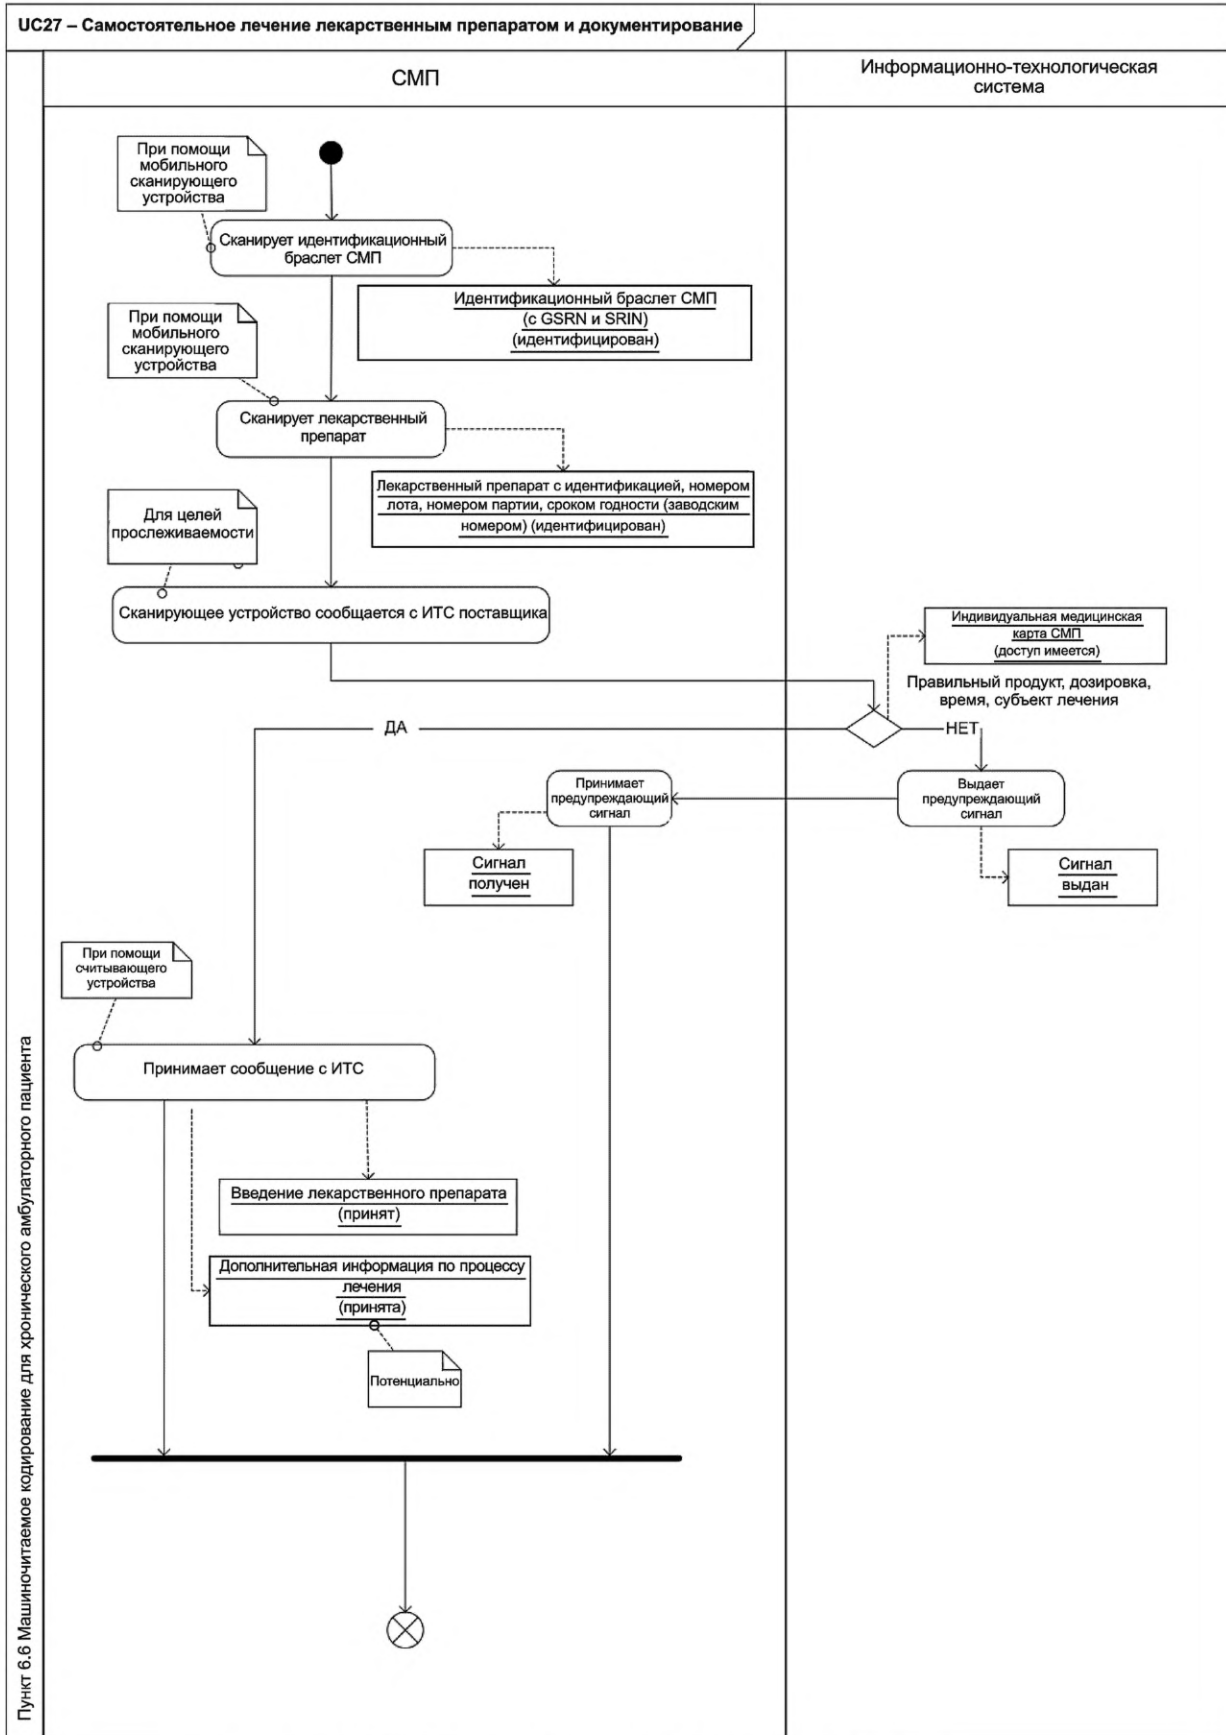 UC27 – Самостоятельное лечение лекарственным препаратом и документирование
СМП
Информационно-технологическая
система
При помощи
мобильного
сканирующего
устройства
Сканирует идентификационный
браслет СМП
Идентификационный браслет СМП
(с GSRN и SRIN)
(идентифицирован)
При помощи
мобильного
сканирующего
устройства
Сканирует лекарственный
препарат
Лекарственный препарат с идентификацией, номером
лота, номером партии, сроком годности (заводским
номером) (идентифицирован)
Для целей
прослеживаемости
Сканирующее устройство сообщается с ИТС поставщика
Индивидуальная медицинская
карта СМП
(доступ имеется)
Правильный продукт, дозировка,
время, субъект лечения
ДА
НЕТ
Принимает
предупреждающий
сигнал
Выдает
предупреждающий
сигнал
Сигнал
получен
Сигнал
выдан
При помощи
считывающего
устройства
Принимает сообщение с ИТС
Введение лекарственного препарата
(принят)
Дополнительная информация по процессу
лечения
(принята)
Потенциально
Пункт 6.6 Машиночитаемое кодирование для хронического амбулаторного пациента